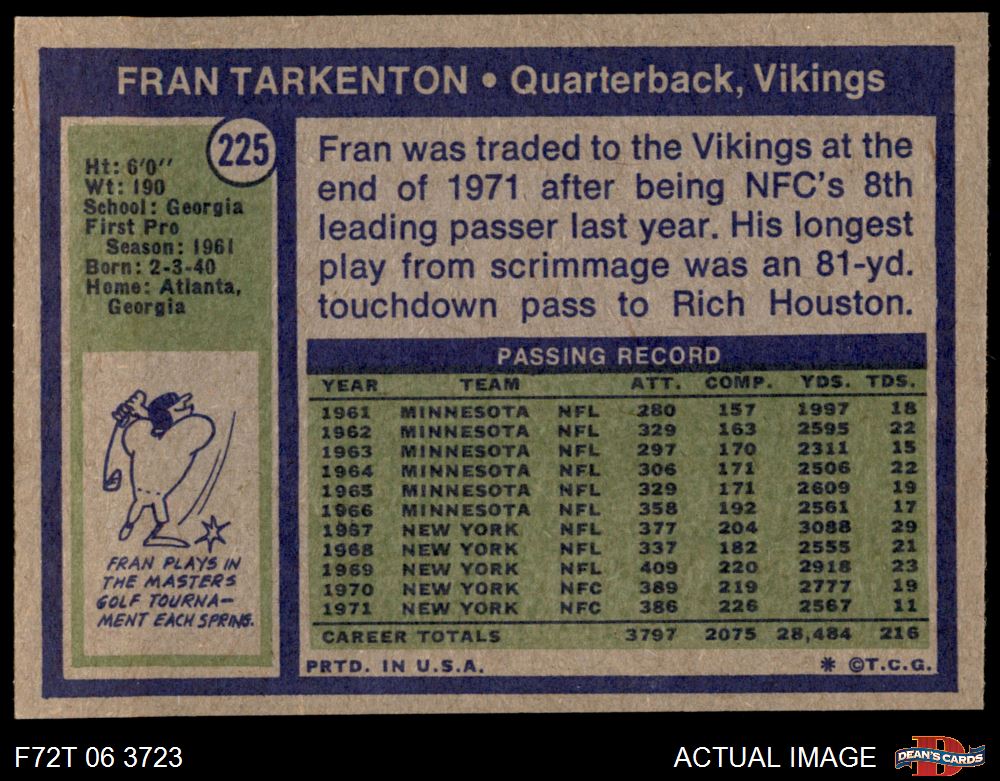 FRAN TARKENTON • Quarterback, Vikings
225
Ht: 6'0''
Wt: 190
School: Georgia
First Pro
Season: 1961
Born: 2-3-40
Home: Atlanta,
Georgia
Fran was traded to the Vikings at the
end of 1971 after being NFC's 8th
leading passer last year. His longest
play from scrimmage was an 81-yd.
touchdown pass to Rich Houston.
FRAN PLAYS IN
THE MASTERS
GOLF TOURNA-
MENT EACH SPRING.
PASSING RECORD
YEAR TEAM ATT. COMP. YDS. TDS.
1961 MINNESOTA NFL 280 157 1997 18
1962 MINNESOTA NFL 329 163 2595 22
1963 MINNESOTA NFL 297 170 2311 15
1964 MINNESOTA NFL 306 171 2506 22
1965 MINNESOTA NFL 329 171 2609 19
1966 MINNESOTA NFL 358 192 2561 17
1967 NEW YORK NFL 377 204 3088 29
1968 NEW YORK NFL 337 182 2555 21
1969 NEW YORK NFL 409 220 2918 23
1970 NEW YORK NFC 389 219 2777 19
1971 NEW YORK NFC 386 226 2567 11
CAREER TOTALS 3797 2075 28,484 216
PRTD. IN U.S.A. * ©T.C.G.
F72T 06 3723 ACTUAL IMAGE D DEAN'S CARDS